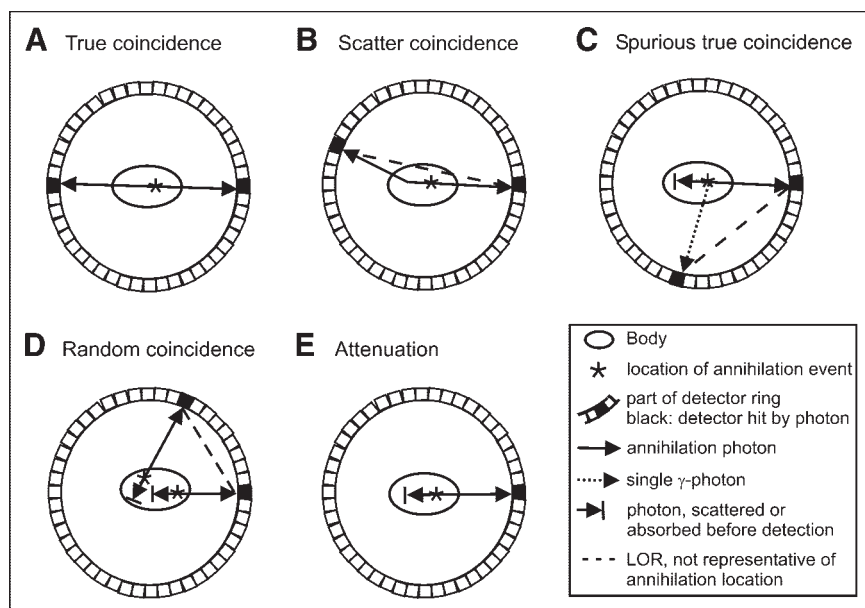 A True coincidence
B Scatter coincidence
C Spurious true coincidence
D Random coincidence
E Attenuation
Body
location of annihilation event
part of detector ring
black: detector hit by photon
annihilation photon
single γ-photon
photon, scattered or
absorbed before detection
LOR, not representative of
annihilation location